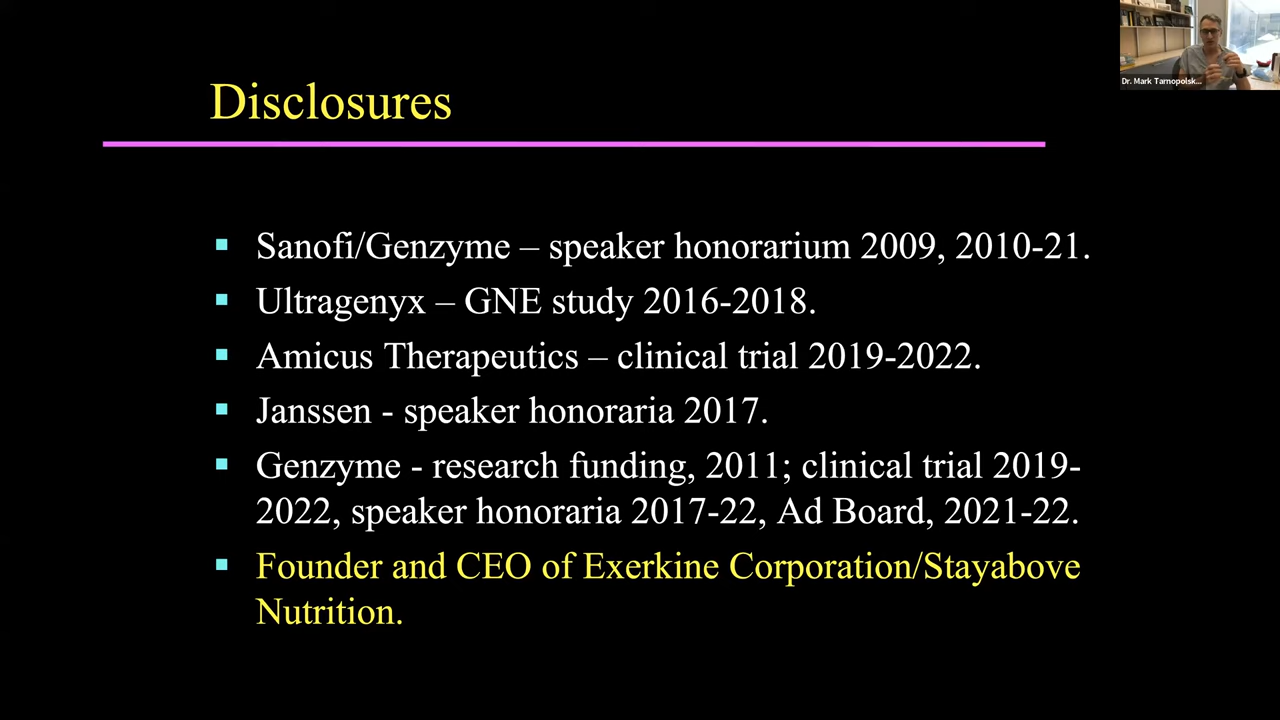 Disclosures
Dr. Mark Tarnopolsk...
▪ Sanofi/Genzyme – speaker honorarium 2009, 2010-21.
▪ Ultragenyx – GNE study 2016-2018.
▪ Amicus Therapeutics – clinical trial 2019-2022.
▪ Janssen - speaker honoraria 2017.
▪ Genzyme - research funding, 2011; clinical trial 2019-
2022, speaker honoraria 2017-22, Ad Board, 2021-22.
▪ Founder and CEO of Exerkine Corporation/Stayabove
Nutrition.